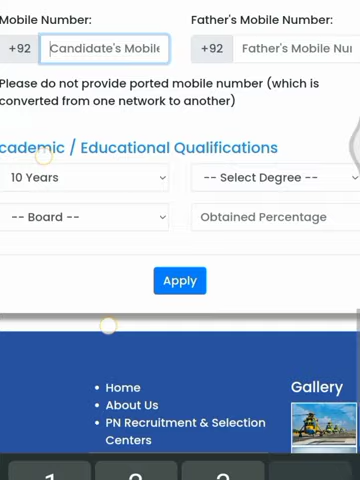 Mobile Number: Father's Mobile Number:
+92 Candidate's Mobile +92 Father's Mobile Nu
Please do not provide ported mobile number (which is
converted from one network to another)
cademic / Educational Qualifications
10 Years -- Select Degree --
-- Board -- Obtained Percentage
Apply
Home
Gallery
About Us
PN Recruitment & Selection
Centers